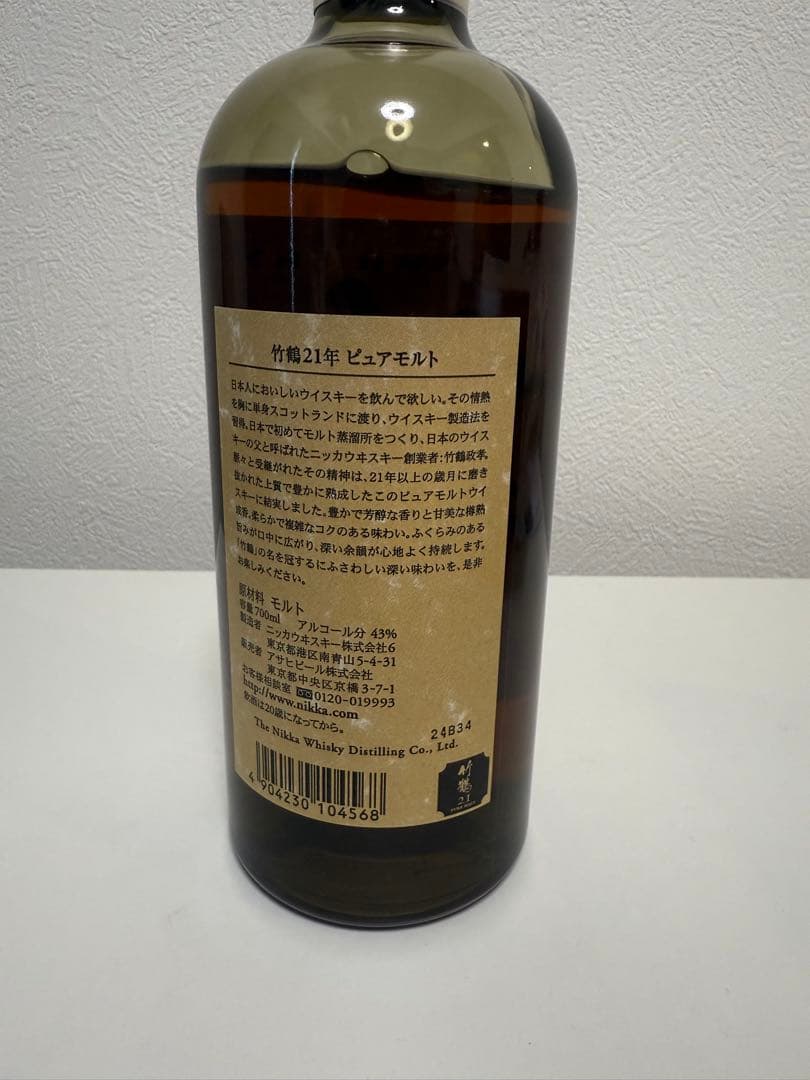 竹鶴21年 ピュアモルト
日本人においしいウイスキーを飲んで欲しい。その情熱
を胸に単身スコットランドに渡り、ウイスキー製造法を
習得、日本で初めてモルト蒸溜所をつくり、日本のウイス
キーの父と呼ばれたニッカウヰスキー創業者:竹鶴政孝。
脈々と受継がれたその精神は、21年以上の歳月に磨き
抜かれた上質で豊かに熟成したこのピュアモルトウイ
スキーに結実しました。豊かで芳醇な香りと甘美な樽熟
成香、柔らかで複雑なコクのある味わい。ふくらみのある
旨みが口中に広がり、深い余韻が心地よく持続します。
「竹鶴」の名を冠するにふさわしい深い味わいを、是非
お楽しみください。
原材料 モルト
容量700ml アルコール分 43%
製造者 ニッカウヰスキー株式会社6
東京都港区南青山5-4-31
販売者 アサヒビール株式会社
東京都中央区京橋3-7-1
お客様相談室 0120-019993
http://www.nikka.com
飲酒は20歳になってから。
24B34
The Nikka Whisky Distilling Co., Ltd.
4 904230 104568
竹鶴
21
PURE MALT